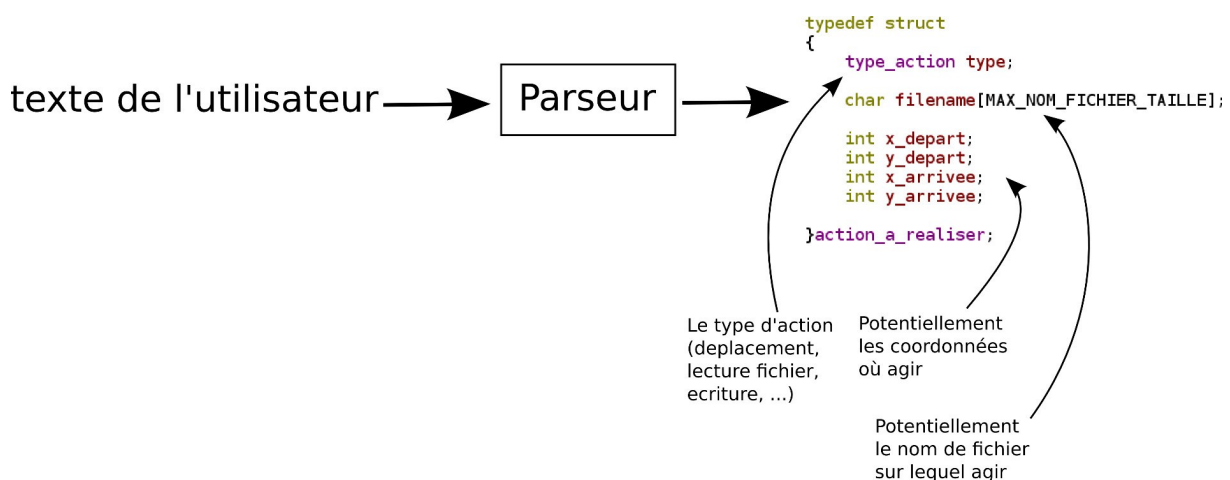 texte de l'utilisateur
Parseur
typedef struct
{
type_action type;
char filename[MAX_NOM_FICHIER_TAILLE];
int x_depart;
int y_depart;
int x_arrivee;
int y_arrivee;
}action_a_realiser;
Le type d'action
(deplacement,
lecture fichier,
ecriture, ...)
Potentiellement
les coordonnées
où agir
Potentiellement
le nom de fichier
sur lequel agir